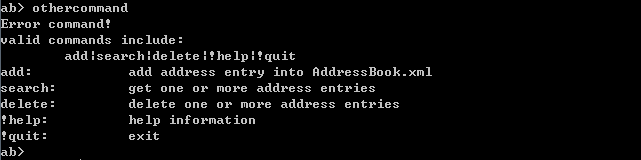 ab> othercommand
Error command!
valid commands include:
add|search|delete|!help|!quit
add: add address entry into AddressBook.xml
search: get one or more address entries
delete: delete one or more address entries
!help: help information
!quit: exit
ab>